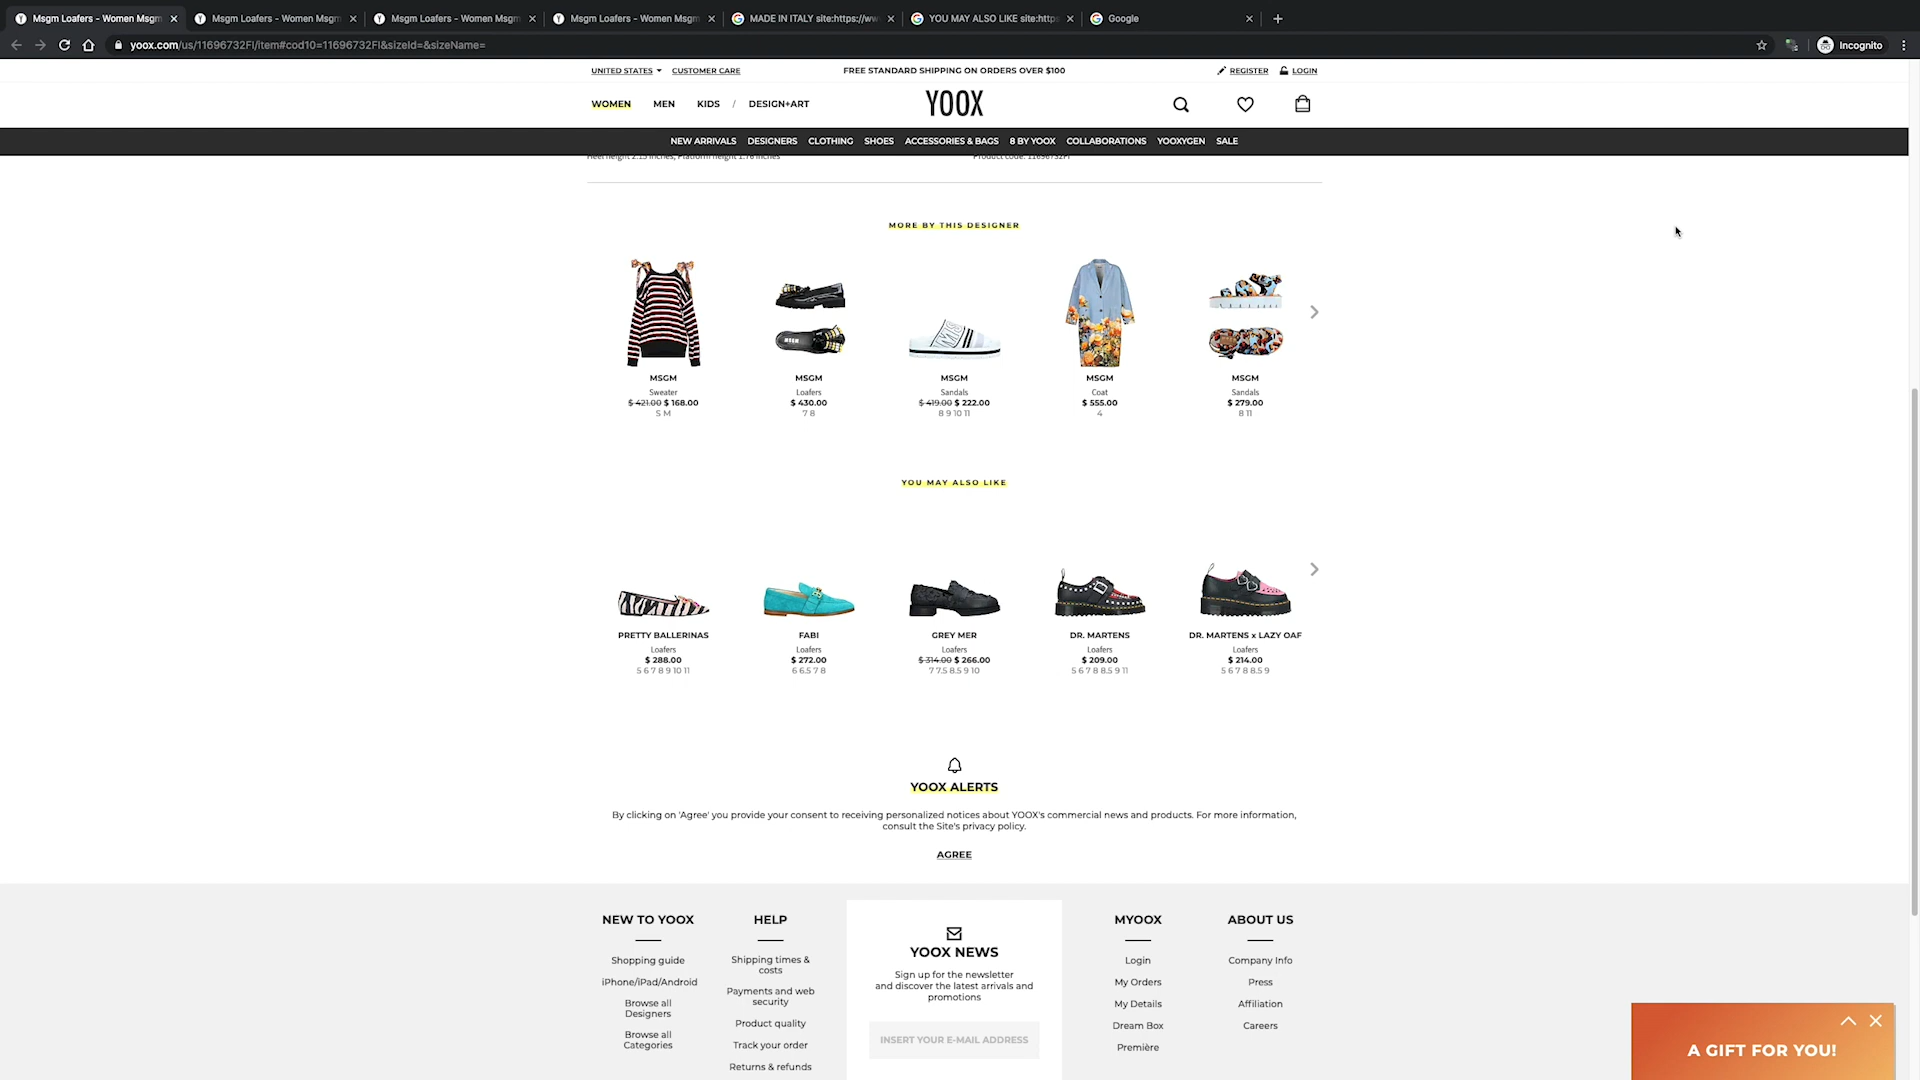 Msgm Loafers - Women Msgm
Msgm Loafers - Women Msgm
Msgm Loafers - Women Msgm
Msgm Loafers - Women Msgm
MADE IN ITALY site:https://ww
YOU MAY ALSO LIKE site:https
Google
yoox.com/us/11696732FI/item#cod10=11696732FI&sizeId=&sizeName=
Incognito
UNITED STATES
CUSTOMER CARE
FREE STANDARD SHIPPING ON ORDERS OVER $100
REGISTER
LOGIN
WOMEN
MEN
KIDS
/
DESIGN+ART
YOOX
NEW ARRIVALS
DESIGNERS
CLOTHING
SHOES
ACCESSORIES & BAGS
8 BY YOOX
COLLABORATIONS
YOOXYGEN
SALE
Heel height 2.15 inches, Platform height 1.76 inches
Product code: 11696732FI
MORE BY THIS DESIGNER
MSGM
Sweater
$ 421.00 $ 168.00
S M
MSGM
Loafers
$ 430.00
7 8
MSGM
Sandals
$ 419.00 $ 222.00
8 9 10 11
MSGM
Coat
$ 555.00
4
MSGM
Sandals
$ 279.00
8 11
YOU MAY ALSO LIKE
PRETTY BALLERINAS
Loafers
$ 288.00
5 6 7 8 9 10 11
FABI
Loafers
$ 272.00
6 6.5 7 8
GREY MER
Loafers
$ 314.00 $ 266.00
7 7.5 8.5 9 10
DR. MARTENS
Loafers
$ 209.00
5 6 7 8 8.5 9 11
DR. MARTENS x LAZY OAF
Loafers
$ 214.00
5 6 7 8 8.5 9
YOOX ALERTS
By clicking on 'Agree' you provide your consent to receiving personalized notices about YOOX's commercial news and products. For more information,
consult the Site's privacy policy.
AGREE
NEW TO YOOX
Shopping guide
iPhone/iPad/Android
Browse all
Designers
Browse all
Categories
HELP
Shipping times &
costs
Payments and web
security
Product quality
Track your order
Returns & refunds
YOOX NEWS
Sign up for the newsletter
and discover the latest arrivals and
promotions
INSERT YOUR E-MAIL ADDRESS
MYOOX
Login
My Orders
My Details
Dream Box
Première
ABOUT US
Company Info
Press
Affiliation
Careers
A GIFT FOR YOU!